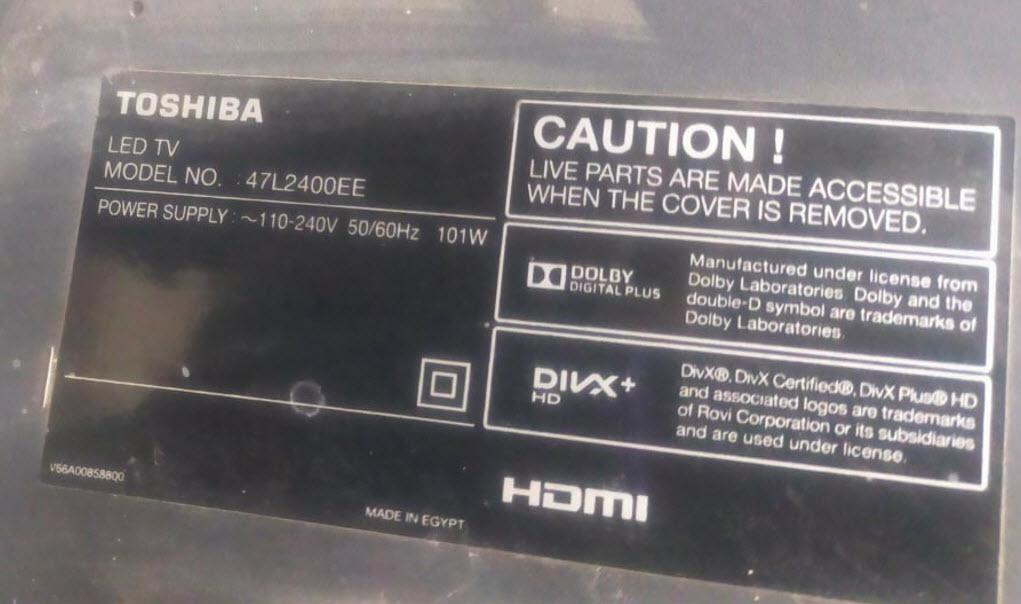 TOSHIBA
LED TV
MODEL NO. : 47L2400EE
POWER SUPPLY : ~110-240V 50/60Hz 101W
V56A00858800
MADE IN EGYPT
CAUTION !
LIVE PARTS ARE MADE ACCESSIBLE
WHEN THE COVER IS REMOVED.
DOLBY
DIGITAL PLUS
Manufactured under license from
Dolby Laboratories. Dolby and the
double-D symbol are trademarks of
Dolby Laboratories.
DIVX+
HD
DivX®, DivX Certified®, DivX Plus® HD
and associated logos are trademarks
of Rovi Corporation or its subsidiaries
and are used under license.
HDMI